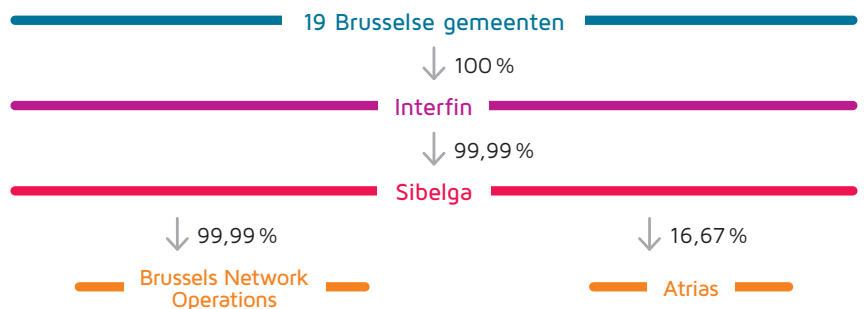 19 Brusselse gemeenten
100 %
Interfin
99,99 %
Sibelga
99,99 %
16,67 %
Brussels Network
Operations
Atrias